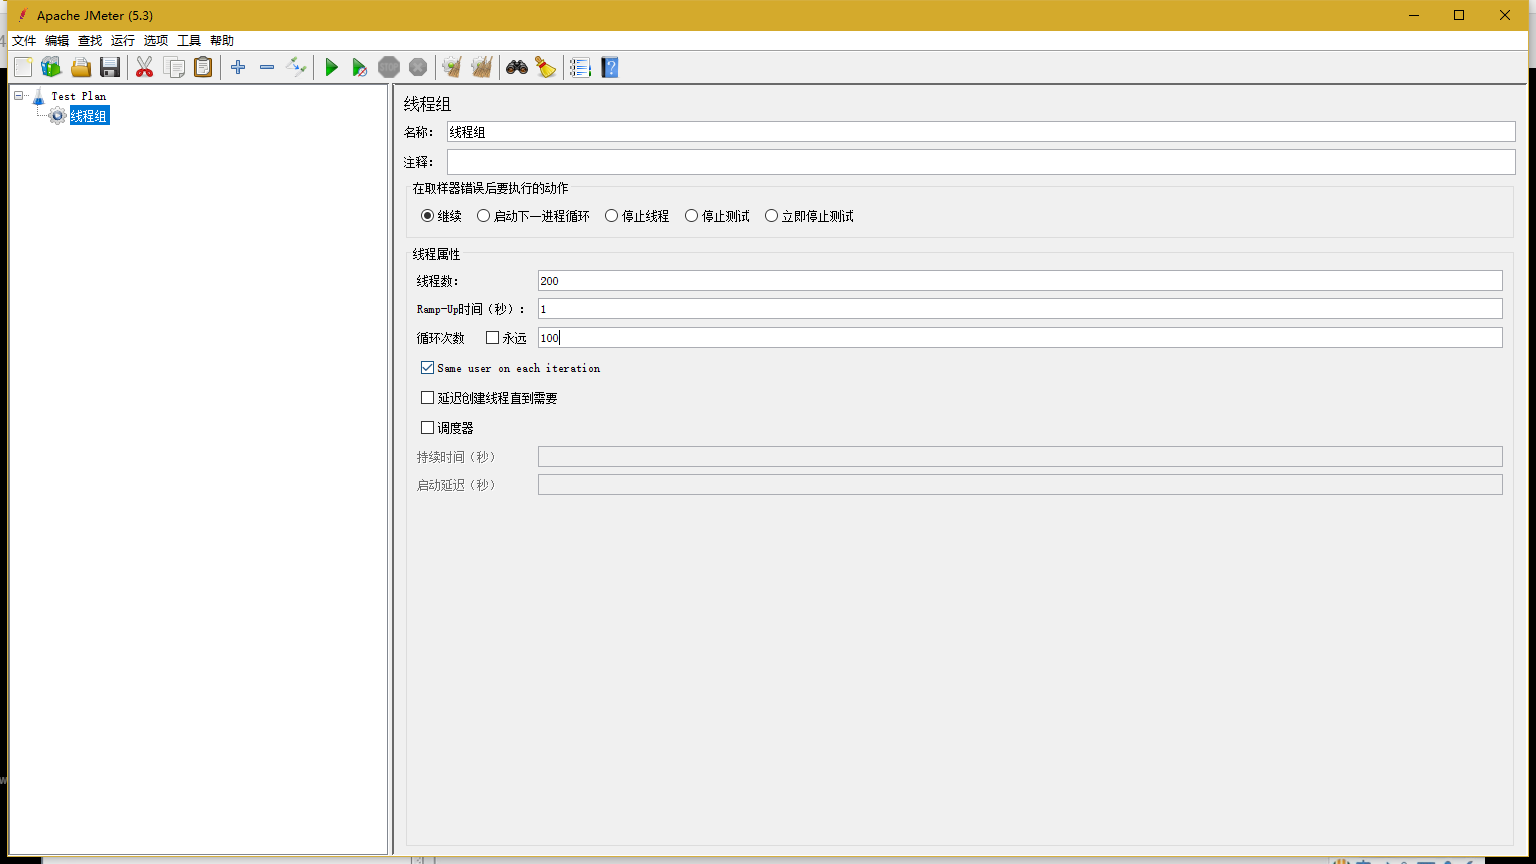 Apache JMeter (5.3)
文件 编辑 查找 运行 选项 工具 帮助
STOP
Test Plan
线程组
线程组
名称： 线程组
注释：
在取样器错误后要执行的动作
继续 启动下一进程循环 停止线程 停止测试 立即停止测试
线程属性
线程数： 200
Ramp-Up时间（秒）： 1
循环次数 永远 100
Same user on each iteration
延迟创建线程直到需要
调度器
持续时间（秒）
启动延迟（秒）